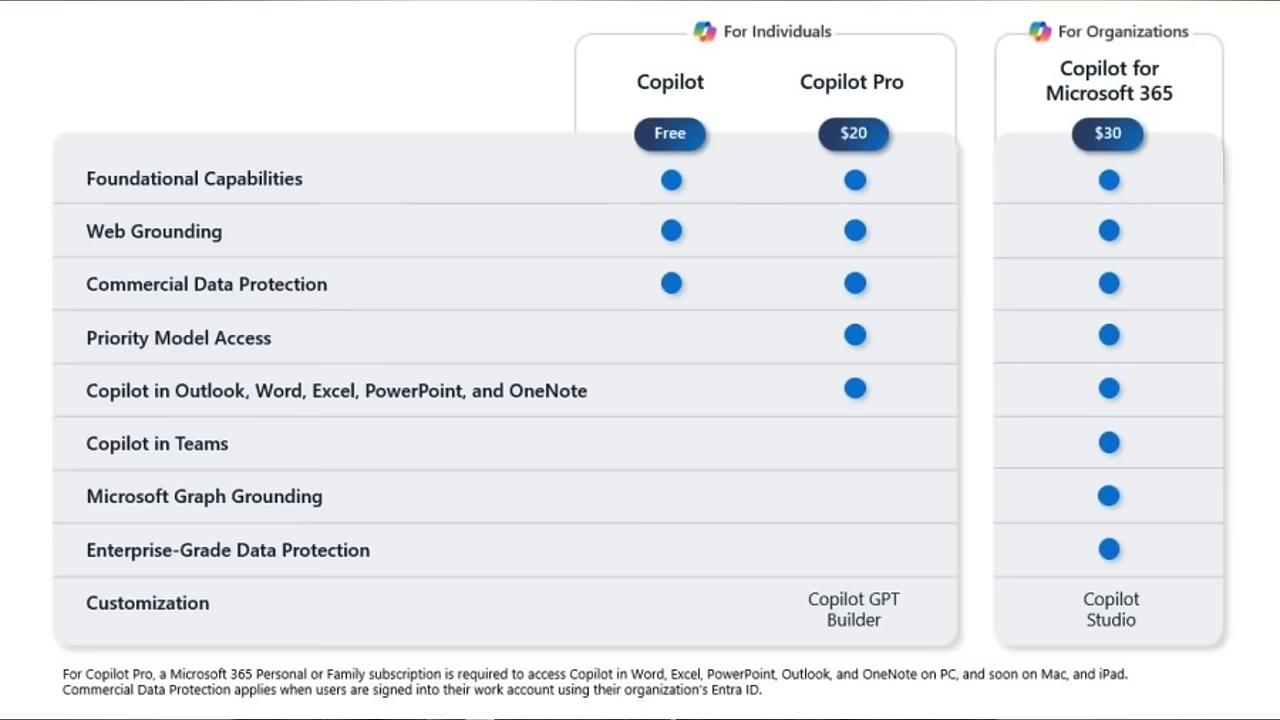 For Individuals
For Organizations
Copilot
Copilot Pro
Copilot for
Microsoft 365
Free
$20
$30
Foundational Capabilities
Web Grounding
Commercial Data Protection
Priority Model Access
Copilot in Outlook, Word, Excel, PowerPoint, and OneNote
Copilot in Teams
Microsoft Graph Grounding
Enterprise-Grade Data Protection
Customization
Copilot GPT
Builder
Copilot
Studio
For Copilot Pro, a Microsoft 365 Personal or Family subscription is required to access Copilot in Word, Excel, PowerPoint, Outlook, and OneNote on PC, and soon on Mac, and iPad.
Commercial Data Protection applies when users are signed into their work account using their organization's Entra ID.